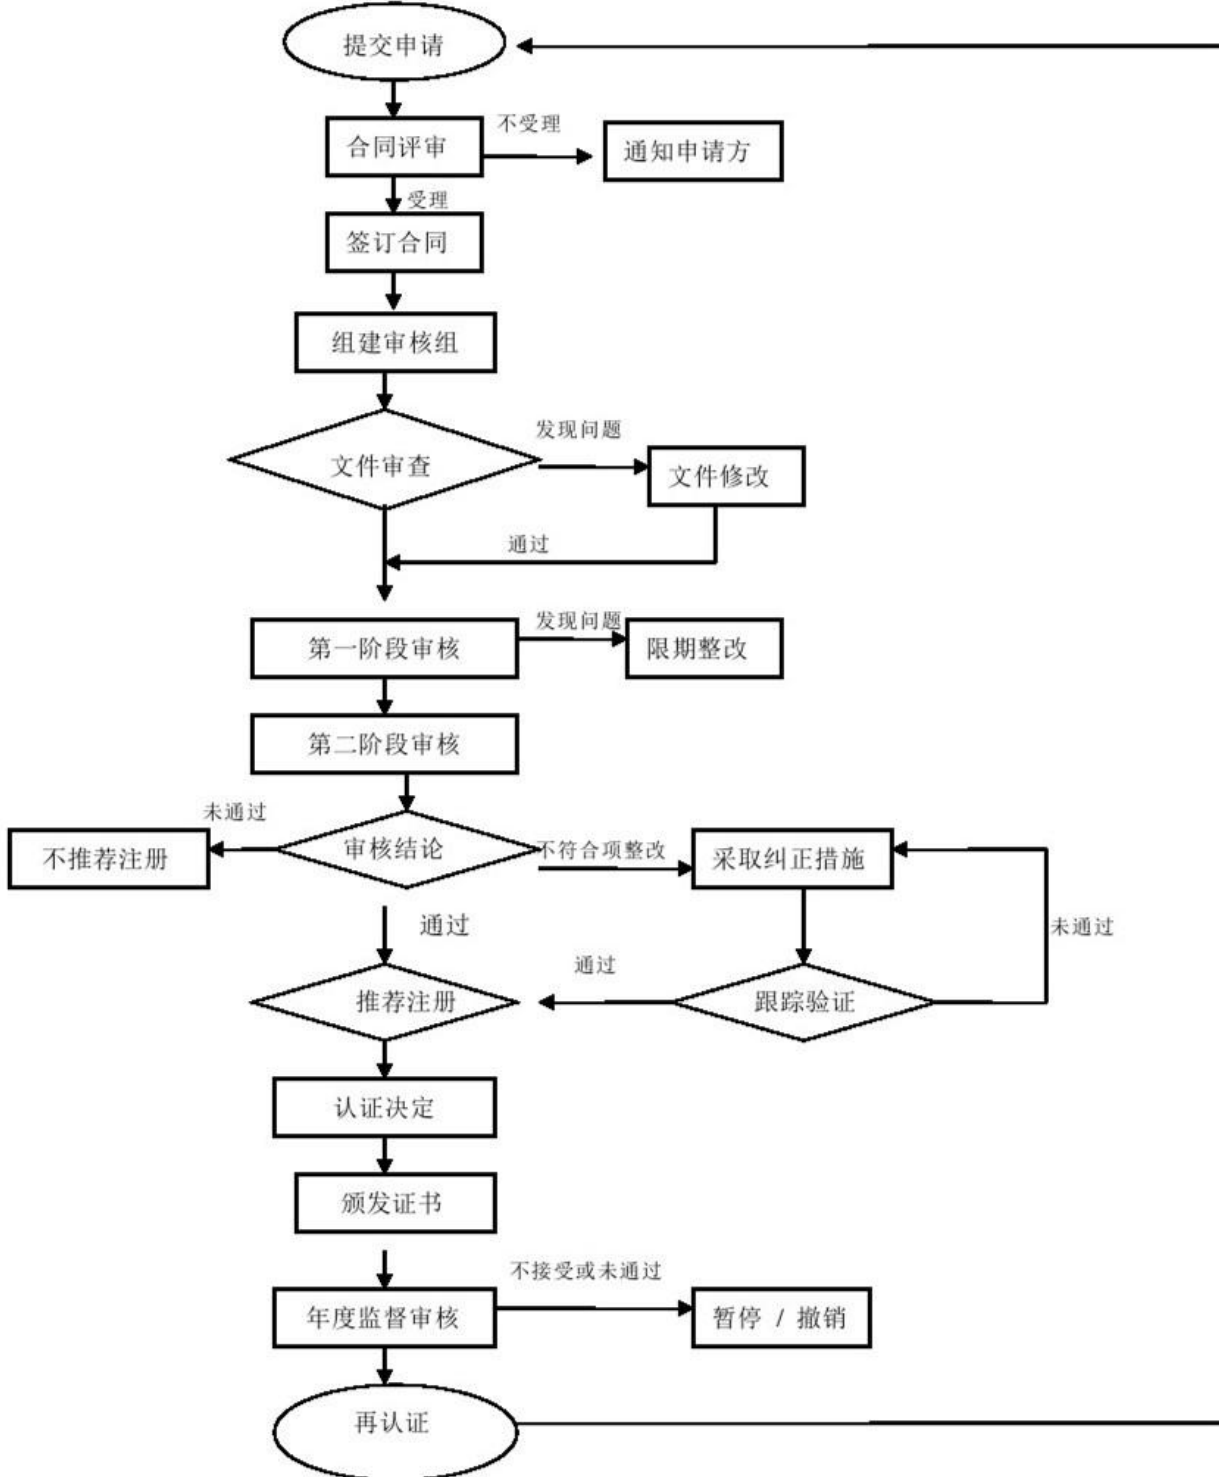 提交申请
不受理
合同评审
通知申请方
受理
签订合同
组建审核组
发现问题
文件审查
文件修改
通过
发现问题
第一阶段审核
限期整改
第二阶段审核
未通过
不推荐注册
审核结论
不符合项整改
采取纠正措施
通过
未通过
通过
推荐注册
跟踪验证
认证决定
颁发证书
不接受或未通过
年度监督审核
暂停 / 撤销
再认证